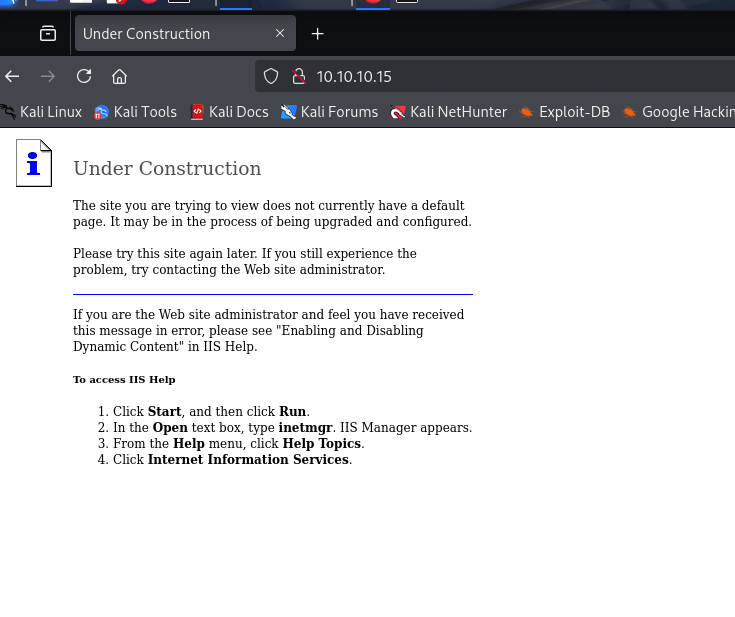 Under Construction
10.10.10.15
Kali Linux Kali Tools Kali Docs Kali Forums Kali NetHunter Exploit-DB Google Hackin
Under Construction
The site you are trying to view does not currently have a default
page. It may be in the process of being upgraded and configured.
Please try this site again later. If you still experience the
problem, try contacting the Web site administrator.
If you are the Web site administrator and feel you have received
this message in error, please see "Enabling and Disabling
Dynamic Content" in IIS Help.
To access IIS Help
1. Click Start, and then click Run.
2. In the Open text box, type inetmgr. IIS Manager appears.
3. From the Help menu, click Help Topics.
4. Click Internet Information Services.